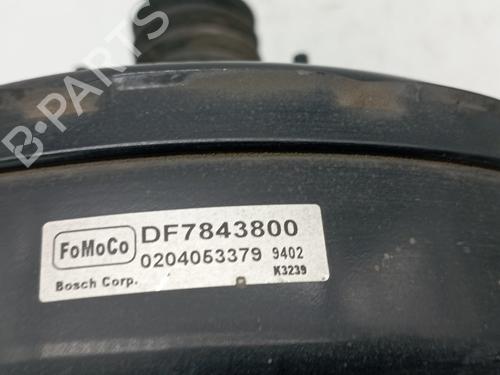 B-PARTS
FoMoCo DF7843800
0204053379 9402
Bosch Corp. K3239